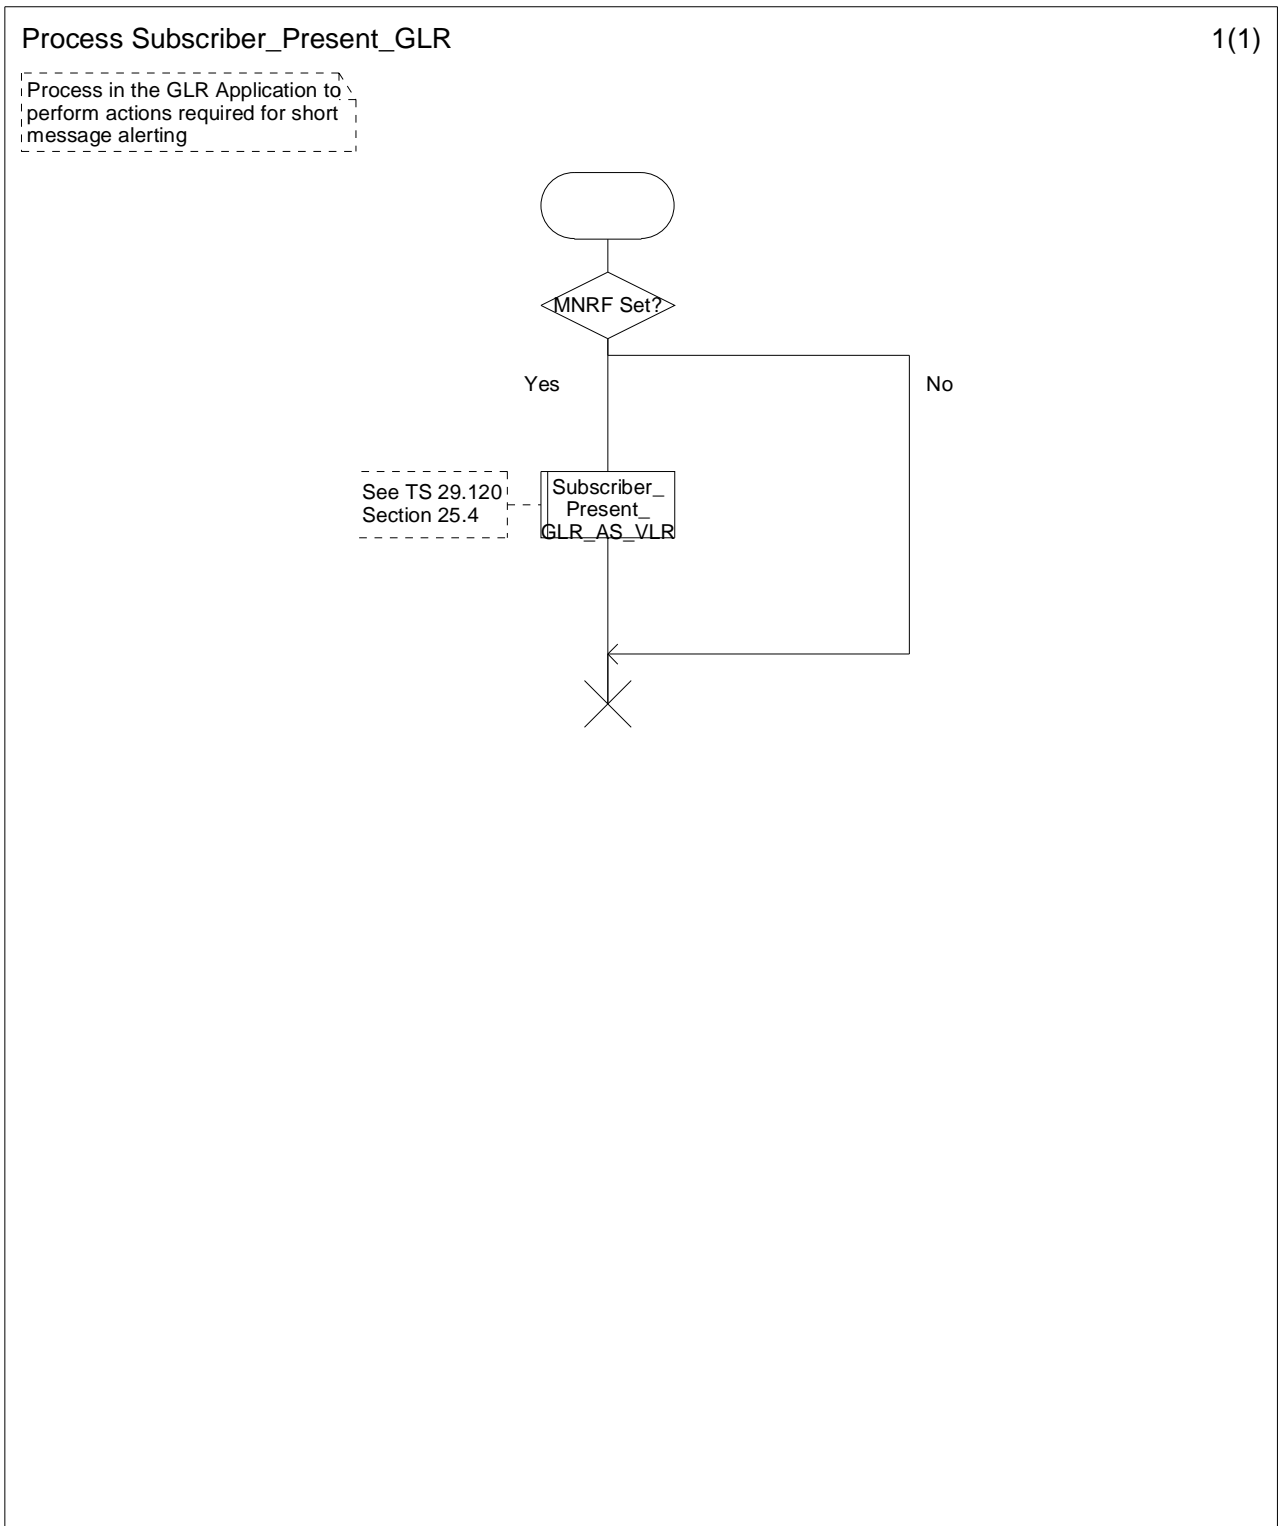 Process Subscriber_Present_GLR
1(1)
Process in the GLR Application to
perform actions required for short
message alerting
MNRF Set?
Yes
No
See TS 29.120
Section 25.4
Subscriber_
Present_
GLR_AS_VLR